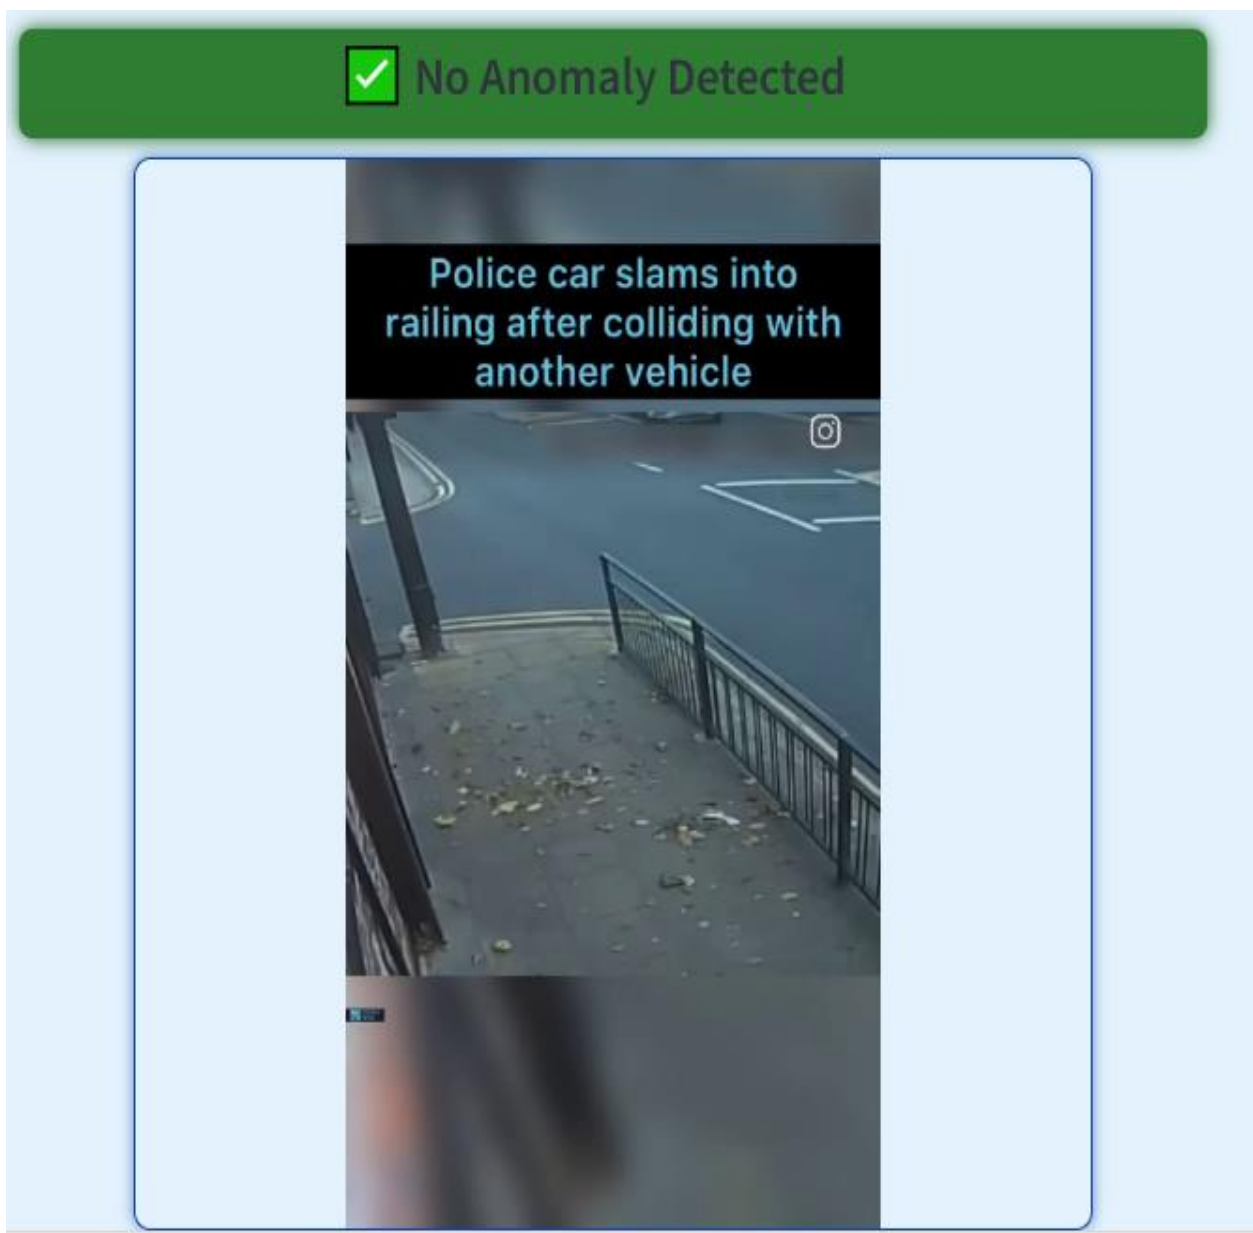 No Anomaly Detected
Police car slams into
railing after colliding with
another vehicle